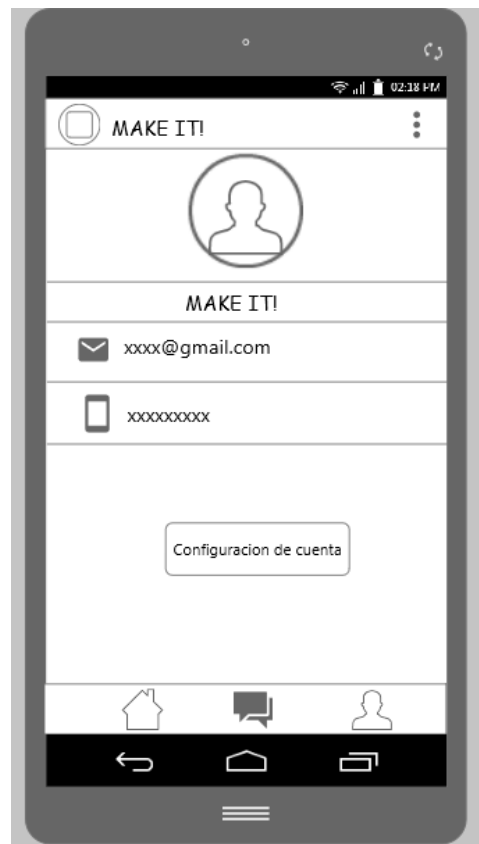 02:18 PM
MAKE IT!
MAKE IT!
xxxx@gmail.com
xxxxxxxxx
Configuracion de cuenta